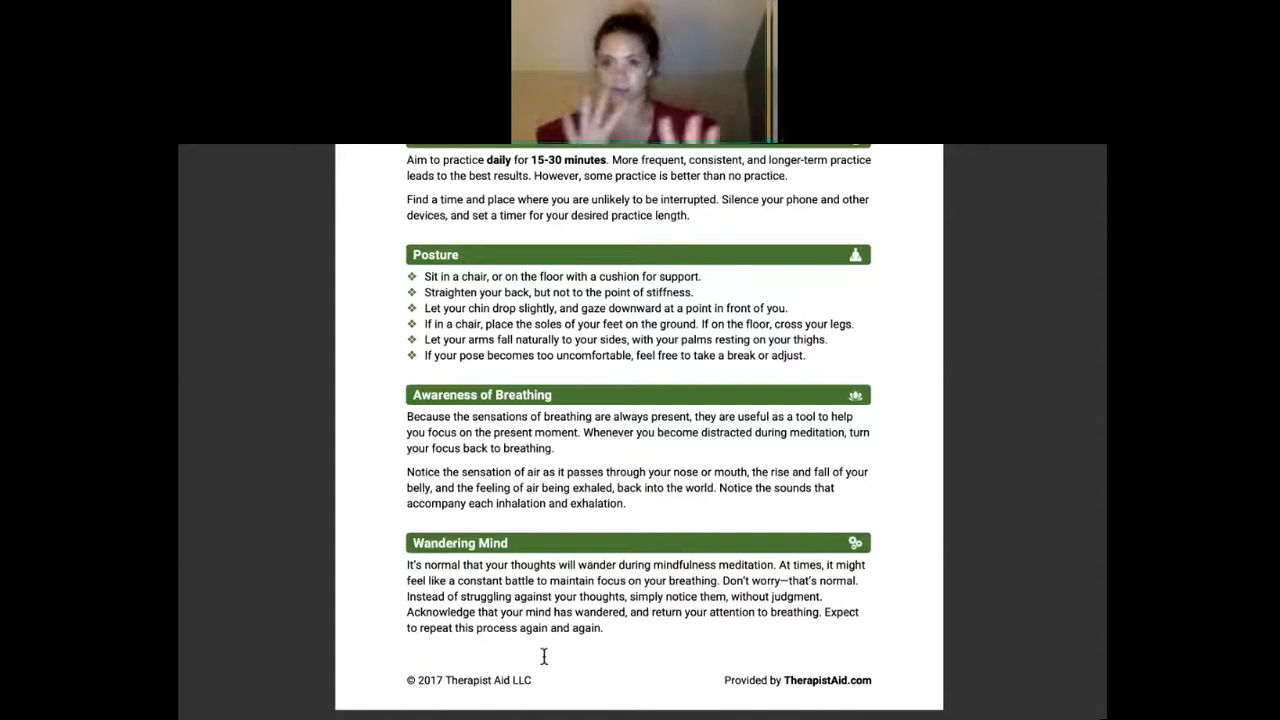 Aim to practice daily for 15-30 minutes. More frequent, consistent, and longer-term practice
leads to the best results. However, some practice is better than no practice.
Find a time and place where you are unlikely to be interrupted. Silence your phone and other
devices, and set a timer for your desired practice length.
Posture
❖ Sit in a chair, or on the floor with a cushion for support.
❖ Straighten your back, but not to the point of stiffness.
❖ Let your chin drop slightly, and gaze downward at a point in front of you.
❖ If in a chair, place the soles of your feet on the ground. If on the floor, cross your legs.
❖ Let your arms fall naturally to your sides, with your palms resting on your thighs.
❖ If your pose becomes too uncomfortable, feel free to take a break or adjust.
Awareness of Breathing
Because the sensations of breathing are always present, they are useful as a tool to help
you focus on the present moment. Whenever you become distracted during meditation, turn
your focus back to breathing.
Notice the sensation of air as it passes through your nose or mouth, the rise and fall of your
belly, and the feeling of air being exhaled, back into the world. Notice the sounds that
accompany each inhalation and exhalation.
Wandering Mind
It's normal that your thoughts will wander during mindfulness meditation. At times, it might
feel like a constant battle to maintain focus on your breathing. Don't worry—that's normal.
Instead of struggling against your thoughts, simply notice them, without judgment.
Acknowledge that your mind has wandered, and return your attention to breathing. Expect
to repeat this process again and again.
© 2017 Therapist Aid LLC
Provided by TherapistAid.com